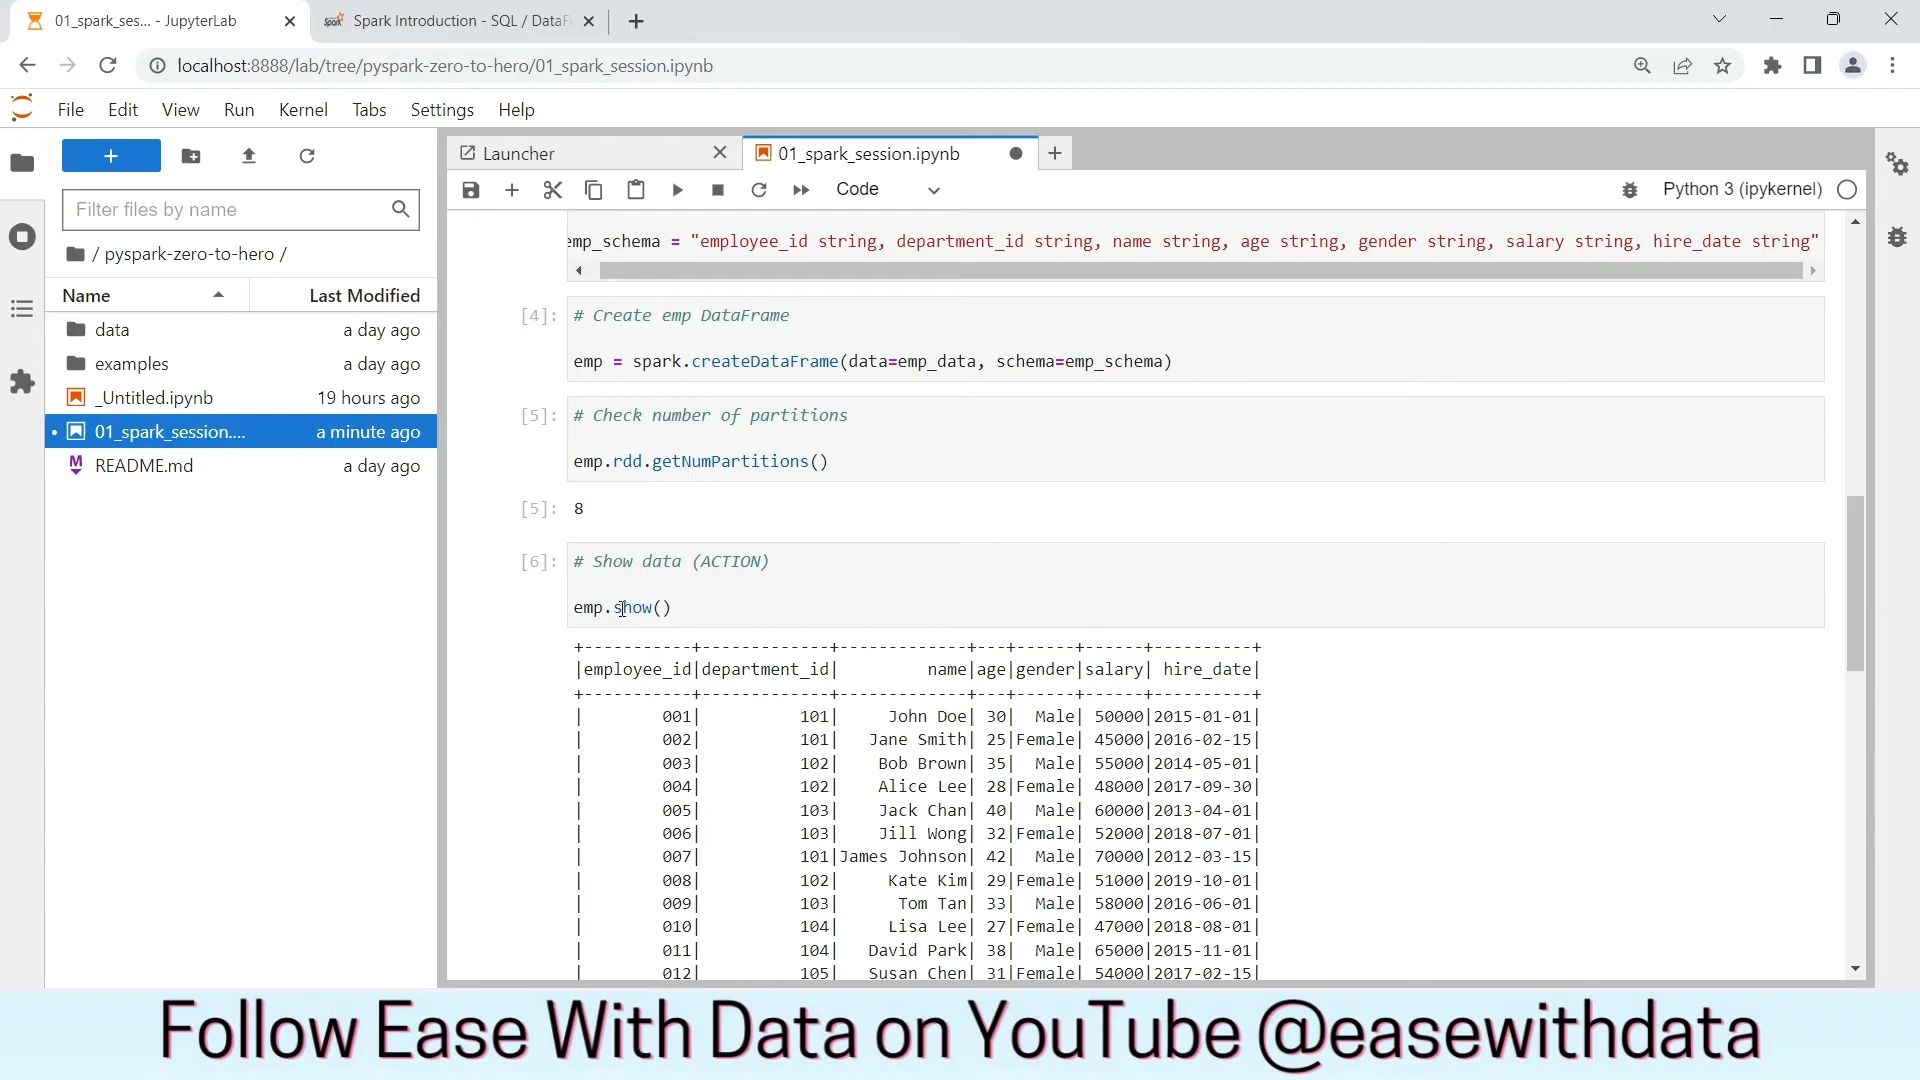 01_spark_ses... - JupyterLab
Spark Introduction - SQL / DataF
localhost:8888/lab/tree/pyspark-zero-to-hero/01_spark_session.ipynb
File Edit View Run Kernel Tabs Settings Help
Launcher
01_spark_session.ipynb
Code
Python 3 (ipykernel)
Filter files by name
/ pyspark-zero-to-hero /
Name Last Modified
data a day ago
examples a day ago
_Untitled.ipynb 19 hours ago
01_spark_session.... a minute ago
README.md a day ago
emp_schema = "employee_id string, department_id string, name string, age string, gender string, salary string, hire_date string"
[4]: # Create emp DataFrame
emp = spark.createDataFrame(data=emp_data, schema=emp_schema)
[5]: # Check number of partitions
emp.rdd.getNumPartitions()
[5]: 8
[6]: # Show data (ACTION)
emp.show()
+-----------+-------------+-------------+---+------+------+----------+
|employee_id|department_id|         name|age|gender|salary| hire_date|
+-----------+-------------+-------------+---+------+------+----------+
|        001|          101|     John Doe| 30|  Male| 50000|2015-01-01|
|        002|          101|   Jane Smith| 25|Female| 45000|2016-02-15|
|        003|          102|    Bob Brown| 35|  Male| 55000|2014-05-01|
|        004|          102|    Alice Lee| 28|Female| 48000|2017-09-30|
|        005|          103|    Jack Chan| 40|  Male| 60000|2013-04-01|
|        006|          103|    Jill Wong| 32|Female| 52000|2018-07-01|
|        007|          101|James Johnson| 42|  Male| 70000|2012-03-15|
|        008|          102|     Kate Kim| 29|Female| 51000|2019-10-01|
|        009|          103|      Tom Tan| 33|  Male| 58000|2016-06-01|
|        010|          104|     Lisa Lee| 27|Female| 47000|2018-08-01|
|        011|          104|   David Park| 38|  Male| 65000|2015-11-01|
|        012|          105|   Susan Chen| 31|Female| 54000|2017-02-15|
Follow Ease With Data on YouTube @easewithdata